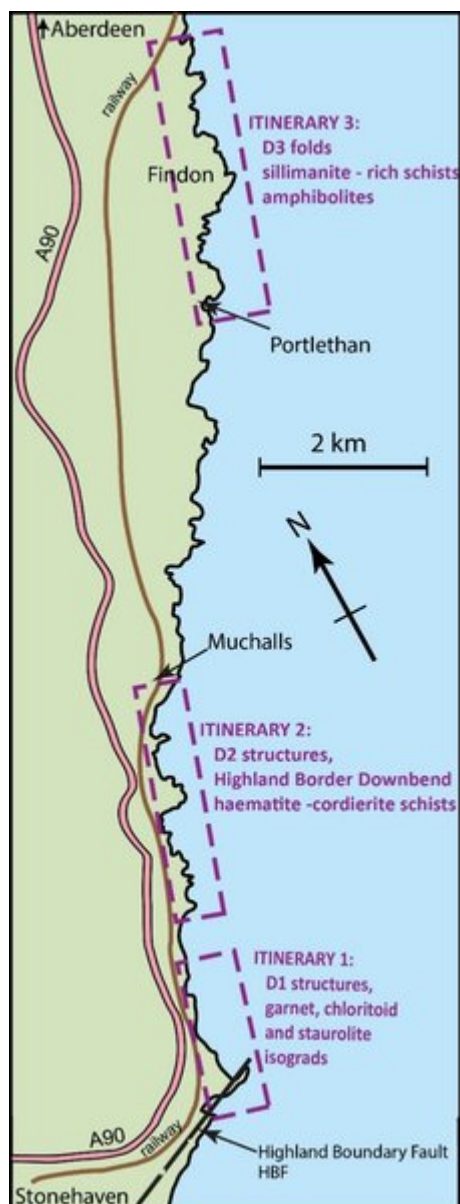 Aberdeen
railway
ITINERARY 3:
D3 folds
sillimanite - rich schists
amphibolites
Findon
A90
Portlethan
2 km
N
Muchalls
ITINERARY 2:
D2 structures,
Highland Border Downbend
haematite -cordierite schists
ITINERARY 1:
D1 structures,
garnet, chloritoid
and staurolite
isograds
A90
railway
Highland Boundary Fault
HBF
Stonehaven